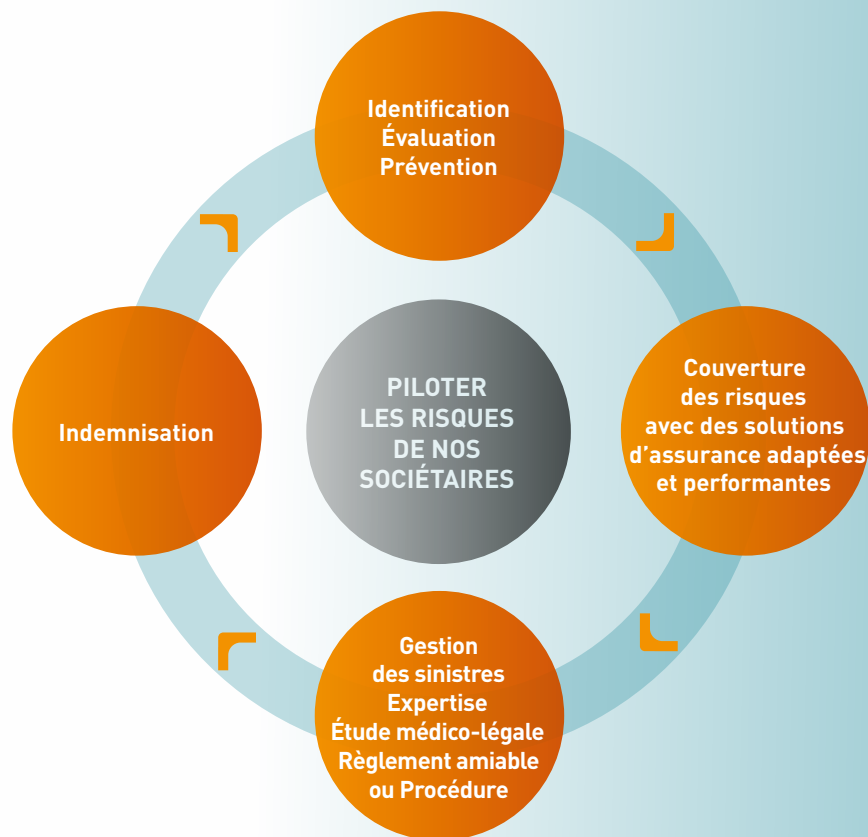 Identification
Évaluation
Prévention
Couverture
des risques
avec des solutions
d'assurance adaptées
et performantes
PILOTER
LES RISQUES
DE NOS
SOCIÉTAIRES
Indemnisation
Gestion
des sinistres
Expertise
Étude médico-légale
Règlement amiable
ou Procédure